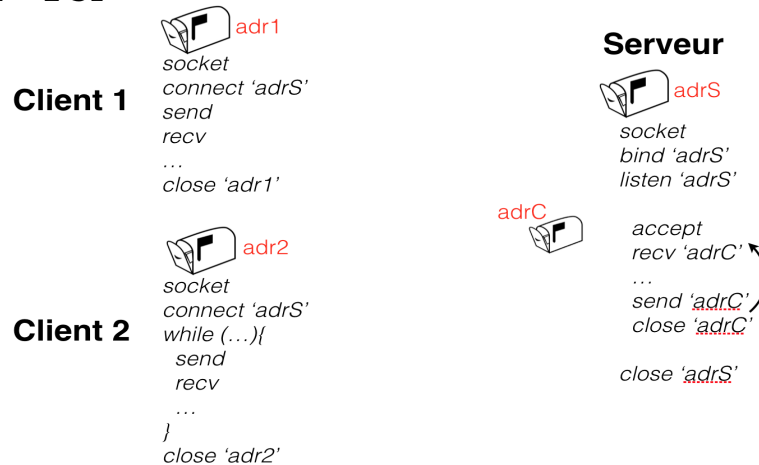 adr1
socket
connect ‘adrS’
Client 1
send
recv
…
close ‘adr1’
adr2
socket
connect ‘adrS’
Client 2
while (…){
send
recv
…
}
close ‘adr2’
Serveur
adrS
socket
bind ‘adrS’
listen ‘adrS’
adrC
accept
recv ‘adrC’
…
send ‘adrC’
close ‘adrC’
close ‘adrS’